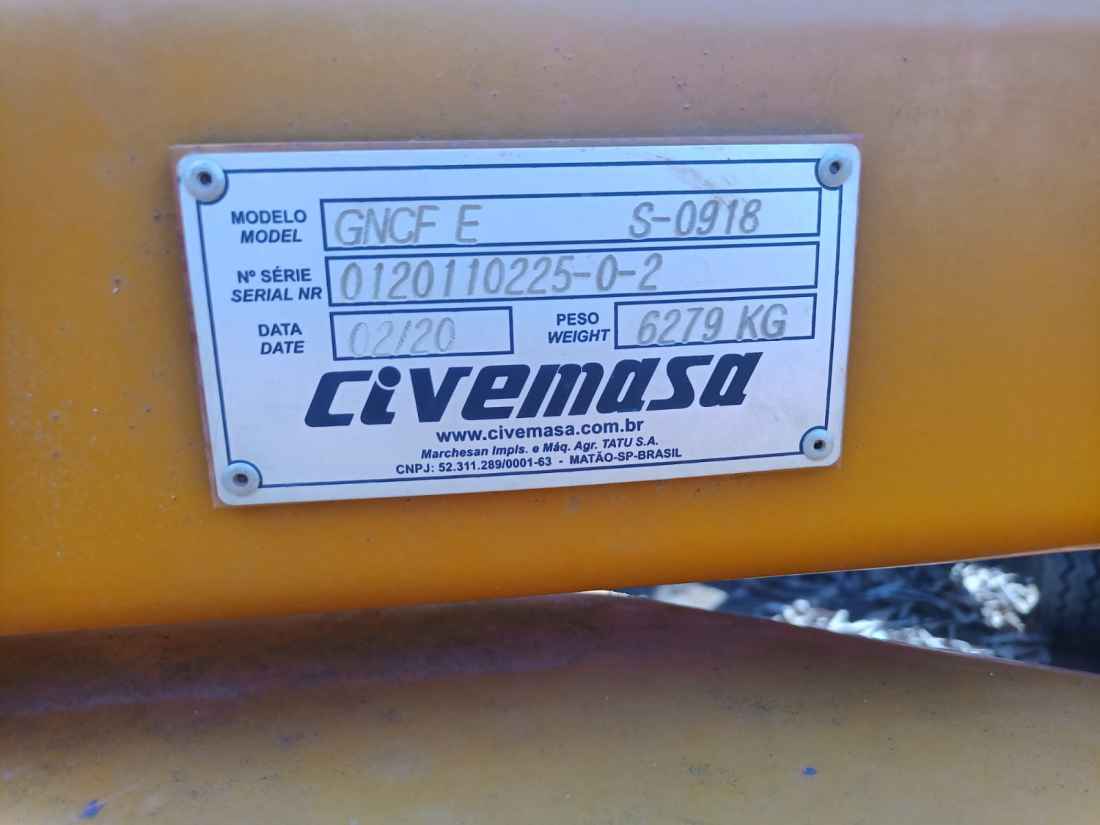 MODELO
MODEL
GNCF E S-0918
Nº SÉRIE
SERIAL NR
0120110225-0-2
DATA
DATE
02/20
PESO
WEIGHT
6279 KG
civemasa
www.civemasa.com.br
Marchesan Impls. e Máq. Agr. TATU S.A.
CNPJ: 52.311.289/0001-63 - MATÃO-SP-BRASIL